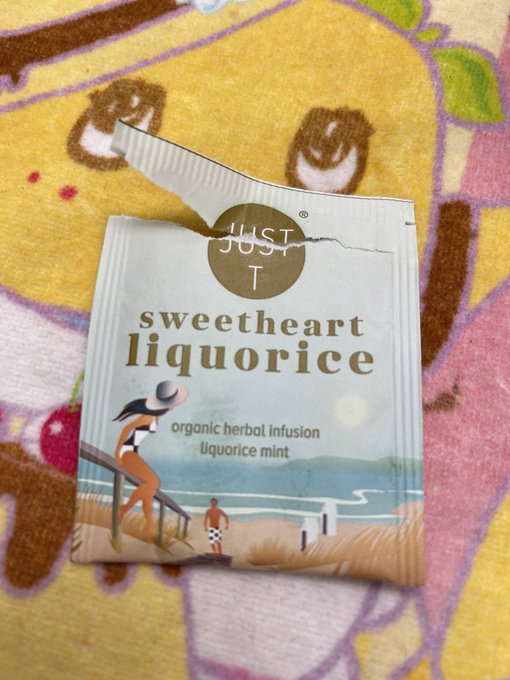 ®
JUST
T
sweetheart
liquorice
organic herbal infusion
liquorice mint